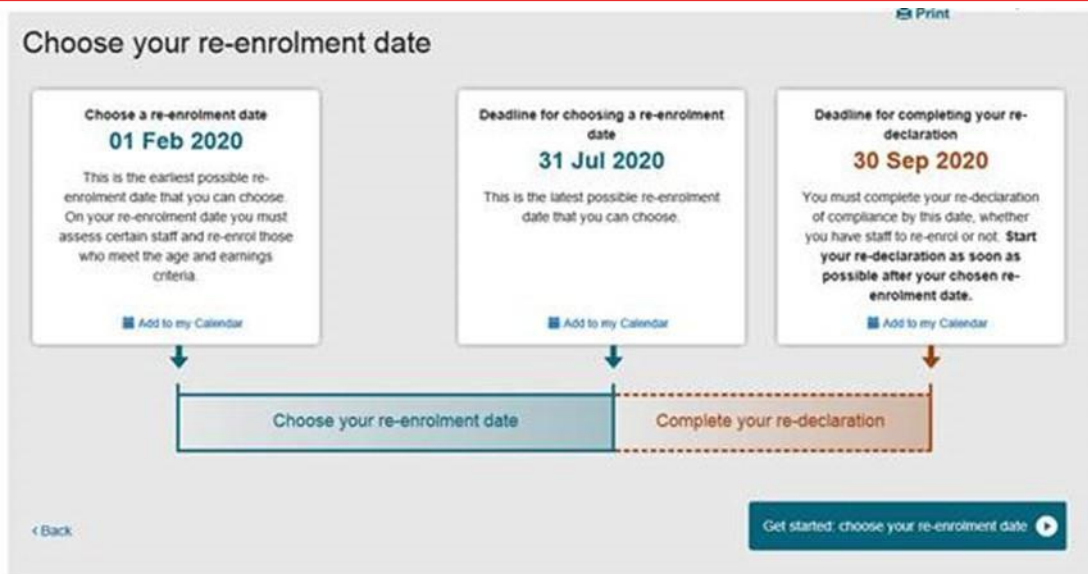 Print
Choose your re-enrolment date
Choose a re-enrolment date
01 Feb 2020
This is the earliest possible re-
enrolment date that you can choose.
On your re-enrolment date you must
assess certain staff and re-enrol those
who meet the age and earnings
criteria.
Add to my Calendar
Deadline for choosing a re-enrolment
date
31 Jul 2020
This is the latest possible re-enrolment
date that you can choose.
Add to my Calendar
Deadline for completing your re-
declaration
30 Sep 2020
You must complete your re-declaration
of compliance by this date, whether
you have staff to re-enrol or not. Start
your re-declaration as soon as
possible after your chosen re-
enrolment date.
Add to my Calendar
Choose your re-enrolment date
Complete your re-declaration
< Back
Get started: choose your re-enrolment date